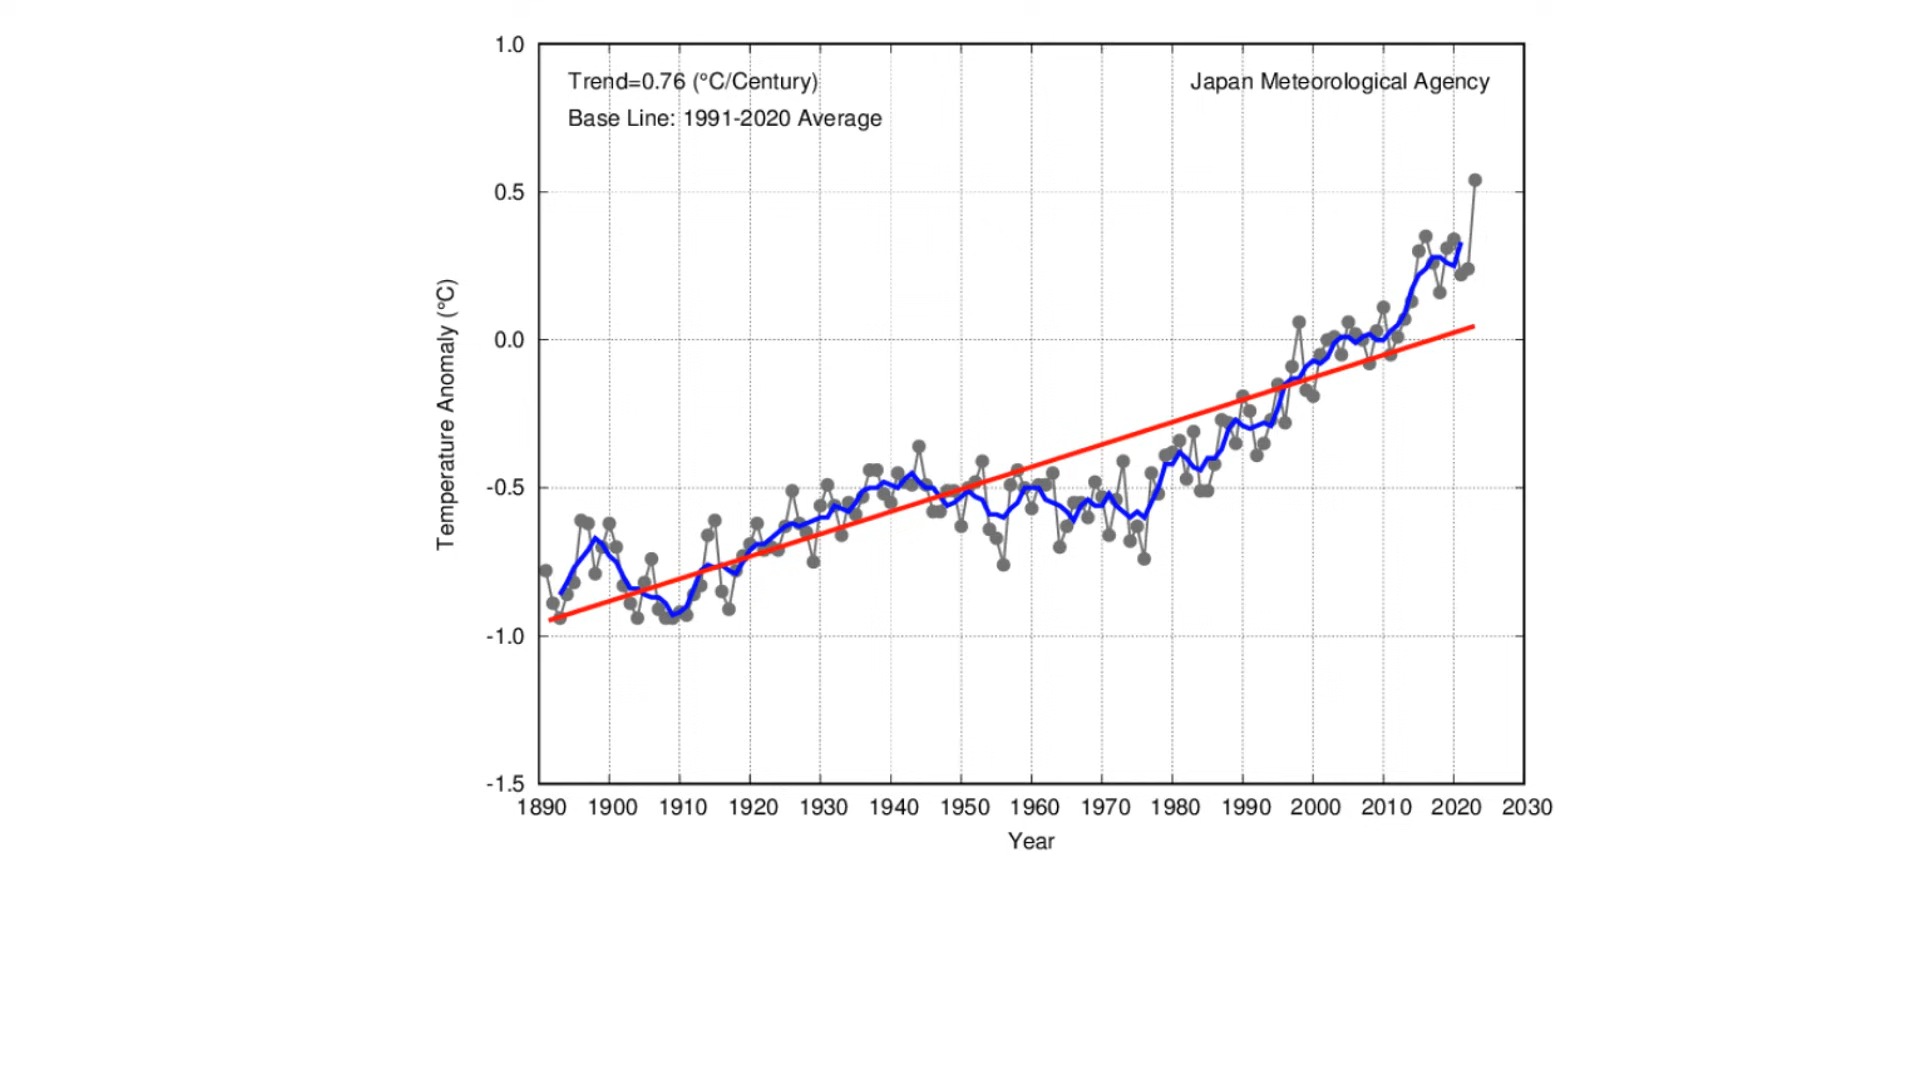 Trend=0.76 (°C/Century)
Japan Meteorological Agency
Base Line: 1991-2020 Average
1.0
0.5
0.0
-0.5
-1.0
-1.5
Temperature Anomaly (°C)
1890 1900 1910 1920 1930 1940 1950 1960 1970 1980 1990 2000 2010 2020 2030
Year